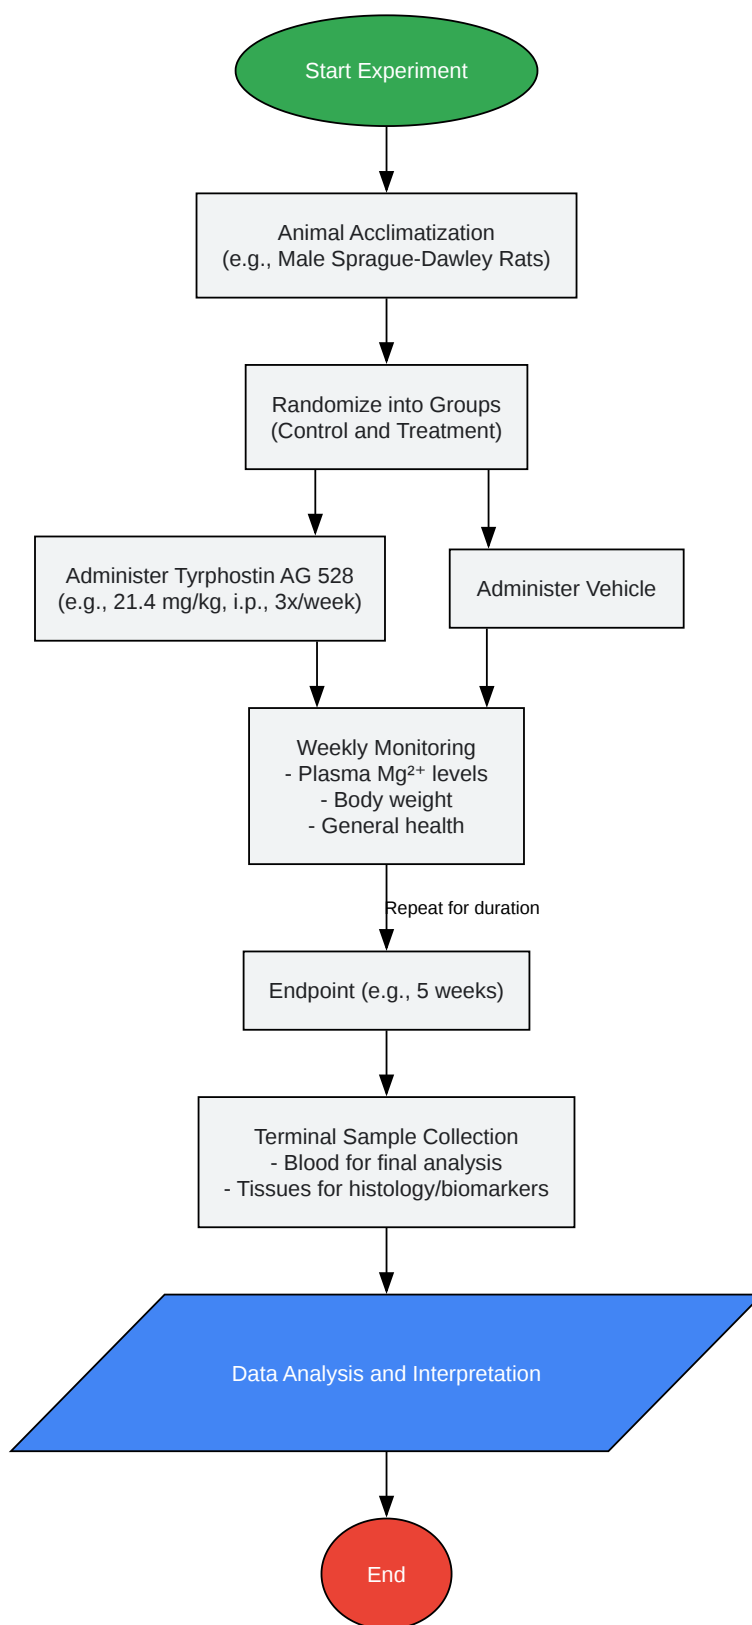 Start Experiment
Animal Acclimatization
(e.g., Male Sprague-Dawley Rats)
Randomize into Groups
(Control and Treatment)
Administer Tyrphostin AG 528
(e.g., 21.4 mg/kg, i.p., 3x/week)
Administer Vehicle
Weekly Monitoring
- Plasma Mg²⁺ levels
- Body weight
- General health
Repeat for duration
Endpoint (e.g., 5 weeks)
Terminal Sample Collection
- Blood for final analysis
- Tissues for histology/biomarkers
Data Analysis and Interpretation
End